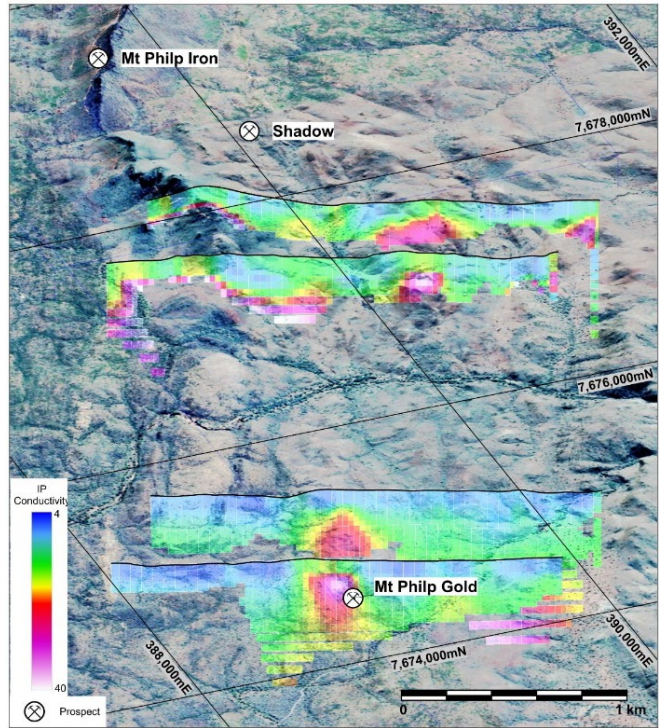 392,000mE
Mt Philp Iron
7,678,000mN
Shadow
7,676,000mN
IP
Conductivity
4
40
Mt Philp Gold
390,000mE
388,000mE
7,674,000mN
Prospect
0
1 km